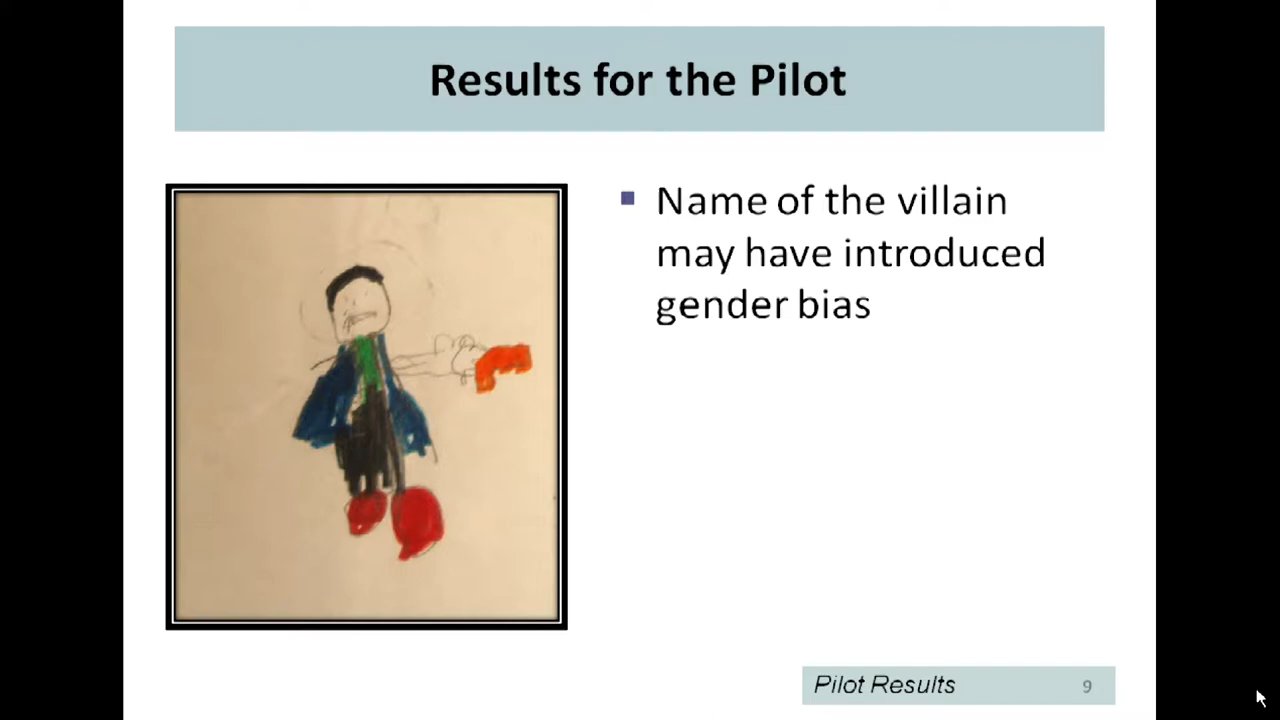 Results for the Pilot
Name of the villain
may have introduced
gender bias
Pilot Results 9